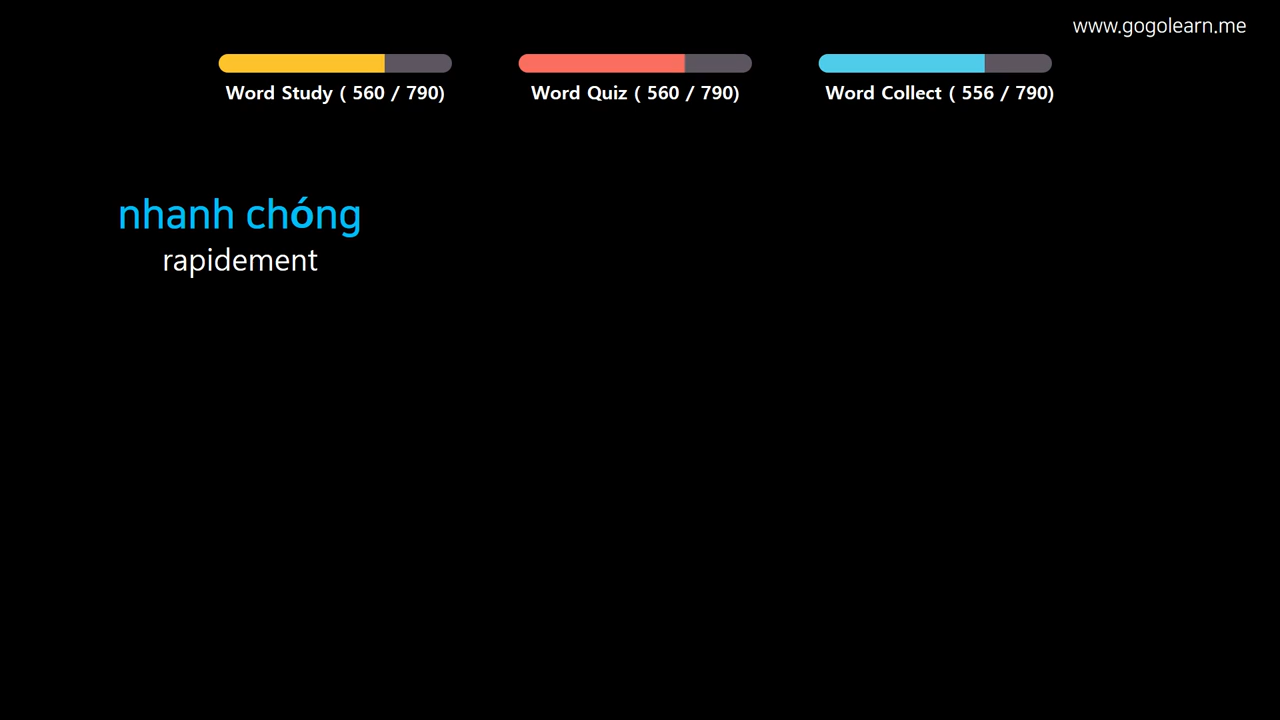 www.gogolearn.me
Word Study ( 560 / 790)
Word Quiz ( 560 / 790)
Word Collect ( 556 / 790)
nhanh chóng
rapidement